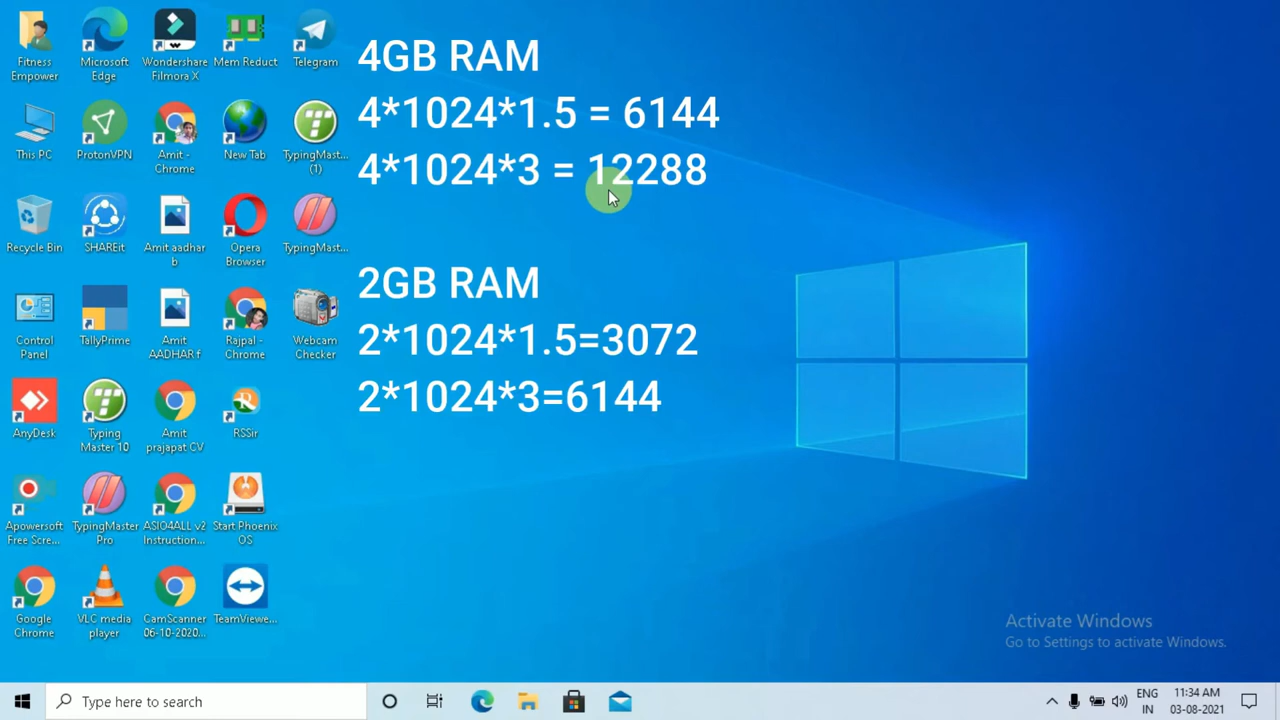 4GB RAM
4*1024*1.5 = 6144
4*1024*3 = 12288
2GB RAM
2*1024*1.5=3072
2*1024*3=6144
Fitness
Empower
Microsoft
Edge
Wondershare
Filmora X
Mem Reduct
Telegram
This PC
ProtonVPN
Amit -
Chrome
New Tab
TypingMast...
(1)
Recycle Bin
SHAREit
Amit aadhar
b
Opera
Browser
TypingMast...
Control
Panel
TallyPrime
Amit
AADHAR f
Rajpal -
Chrome
Webcam
Checker
AnyDesk
Typing
Master 10
Amit
prajapat CV
RSSir
Apowersoft
Free Scre...
TypingMaster
Pro
ASIO4ALL v2
Instruction...
Start Phoenix
OS
Google
Chrome
VLC media
player
CamScanner
06-10-2020...
TeamViewe...
Activate Windows
Go to Settings to activate Windows.
Type here to search
ENG
IN
11:34 AM
03-08-2021